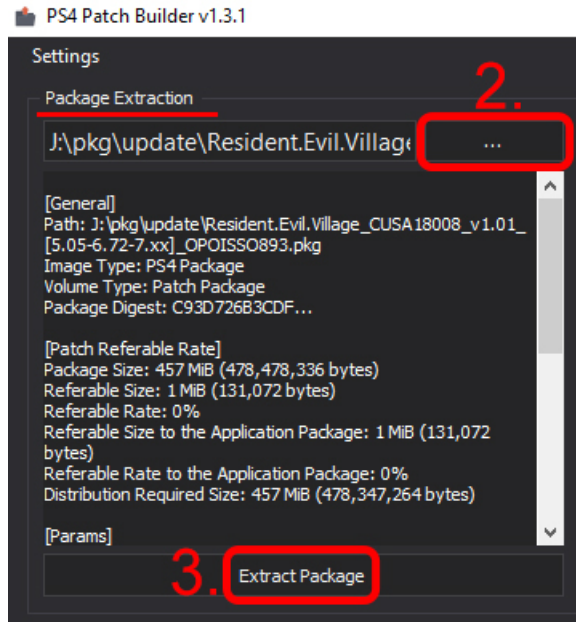 PS4 Patch Builder v1.3.1
Settings
Package Extraction
2.
J:\pkg\update\Resident.Evil.Village
...
[General]
Path: J:\pkg\update\Resident.Evil.Village_CUSA18008_v1.01_
[5.05-6.72-7.xx]_OPOISSO893.pkg
Image Type: PS4 Package
Volume Type: Patch Package
Package Digest: C93D726B3CDF...
[Patch Referable Rate]
Package Size: 457 MiB (478,478,336 bytes)
Referable Size: 1 MiB (131,072 bytes)
Referable Rate: 0%
Referable Size to the Application Package: 1 MiB (131,072
bytes)
Referable Rate to the Application Package: 0%
Distribution Required Size: 457 MiB (478,347,264 bytes)
[Params]
3.
Extract Package